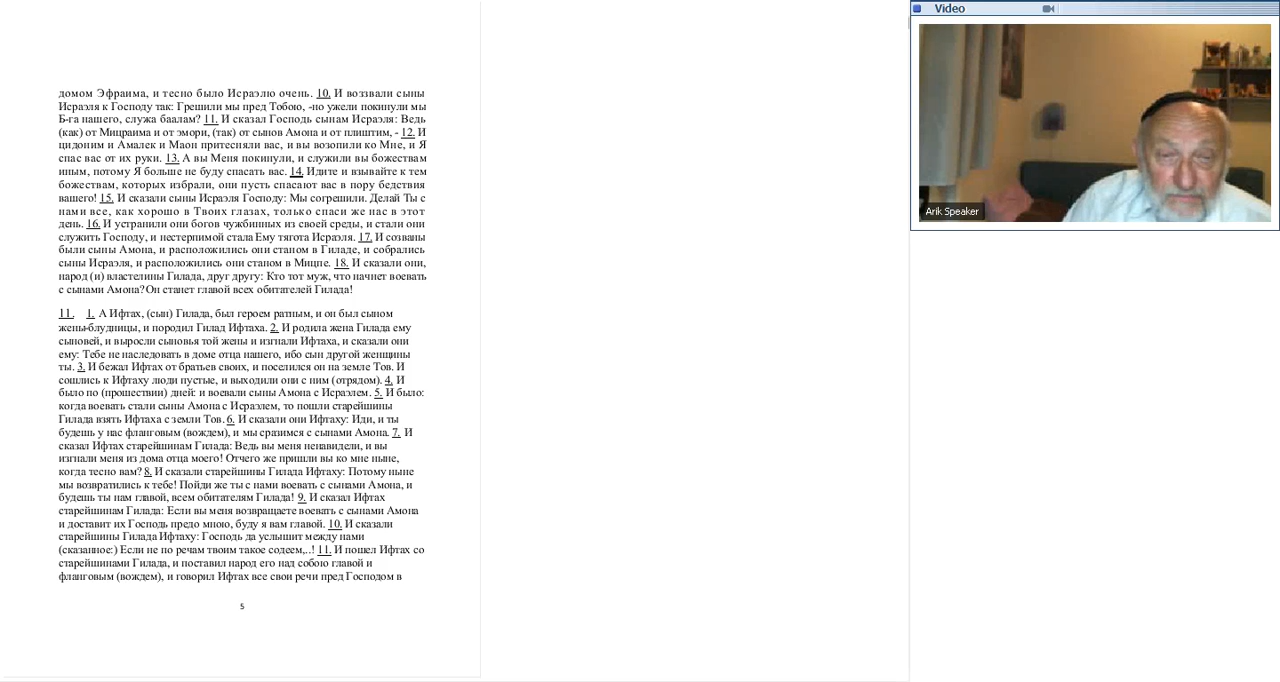 домом Эфраима, и тесно было Исраэлю очень. 10. И воззвали сыны
Исраэля к Господу так: Грешили мы пред Тобою, -но ужели покинули мы
Б-га нашего, служа баалам? 11. И сказал Господь сынам Исраэля: Ведь
(как) от Мицраима и от эмори, (так) от сынов Амона и от плиштим, - 12. И
цидоним и Амалек и Маон притесняли вас, и вы возопили ко Мне, и Я
спас вас от их руки. 13. А вы Меня покинули, и служили вы божествам
иным, потому Я больше не буду спасать вас. 14. Идите и взывайте к тем
божествам, которых избрали, они пусть спасают вас в пору бедствия
вашего! 15. И сказали сыны Исраэля Господу: Мы согрешили. Делай Ты с
нами все, как хорошо в Твоих глазах, только спаси же нас в этот
день. 16. И устранили они богов чужбинных из своей среды, и стали они
служить Господу, и нестерпимой стала Ему тягота Исраэля. 17. И созваны
были сыны Амона, и расположились они станом в Гиладе, и собрались
сыны Исраэля, и расположились они станом в Мицпе. 18. И сказали они,
народ (и) властелины Гилада, друг другу: Кто тот муж, что начнет воевать
с сынами Амона? Он станет главой всех обитателей Гилада!
11. 1. А Ифтах, (сын) Гилада, был героем ратным, и он был сыном
жены-блудницы, и породил Гилад Ифтаха. 2. И родила жена Гилада ему
сыновей, и выросли сыновья той жены и изгнали Ифтаха, и сказали они
ему: Тебе не наследовать в доме отца нашего, ибо сын другой женщины
ты. 3. И бежал Ифтах от братьев своих, и поселился он на земле Тов. И
сошлись к Ифтаху люди пустые, и выходили они с ним (отрядом). 4. И
было по (прошествии) дней: и воевали сыны Амона с Исраэлем. 5. И было:
когда воевать стали сыны Амона с Исраэлем, то пошли старейшины
Гилада взять Ифтаха с земли Тов. 6. И сказали они Ифтаху: Иди, и ты
будешь у нас фланговым (вождем), и мы сразимся с сынами Амона. 7. И
сказал Ифтах старейшинам Гилада: Ведь вы меня ненавидели, и вы
изгнали меня из дома отца моего! Отчего же пришли вы ко мне ныне,
когда тесно вам? 8. И сказали старейшины Гилада Ифтаху: Потому ныне
мы возвратились к тебе! Пойди же ты с нами воевать с сынами Амона, и
будешь ты нам главой, всем обитателям Гилада! 9. И сказал Ифтах
старейшинам Гилада: Если вы меня возвращаете воевать с сынами Амона
и доставит их Господь предо мною, буду я вам главой. 10. И сказали
старейшины Гилада Ифтаху: Господь да услышит между нами
(сказанное:) Если не по речам твоим такое содеем,..! 11. И пошел Ифтах со
старейшинами Гилада, и поставил народ его над собою главой и
фланговым (вождем), и говорил Ифтах все свои речи пред Господом в
5
Video
Arik Speaker